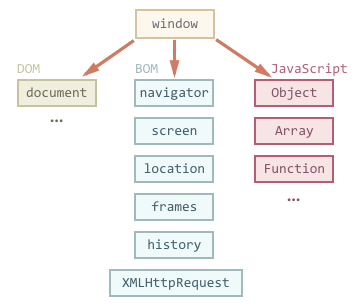 window
DOM
BOM
JavaScript
document
navigator
Object
...
screen
Array
location
Function
frames
...
history
XMLHttpRequest